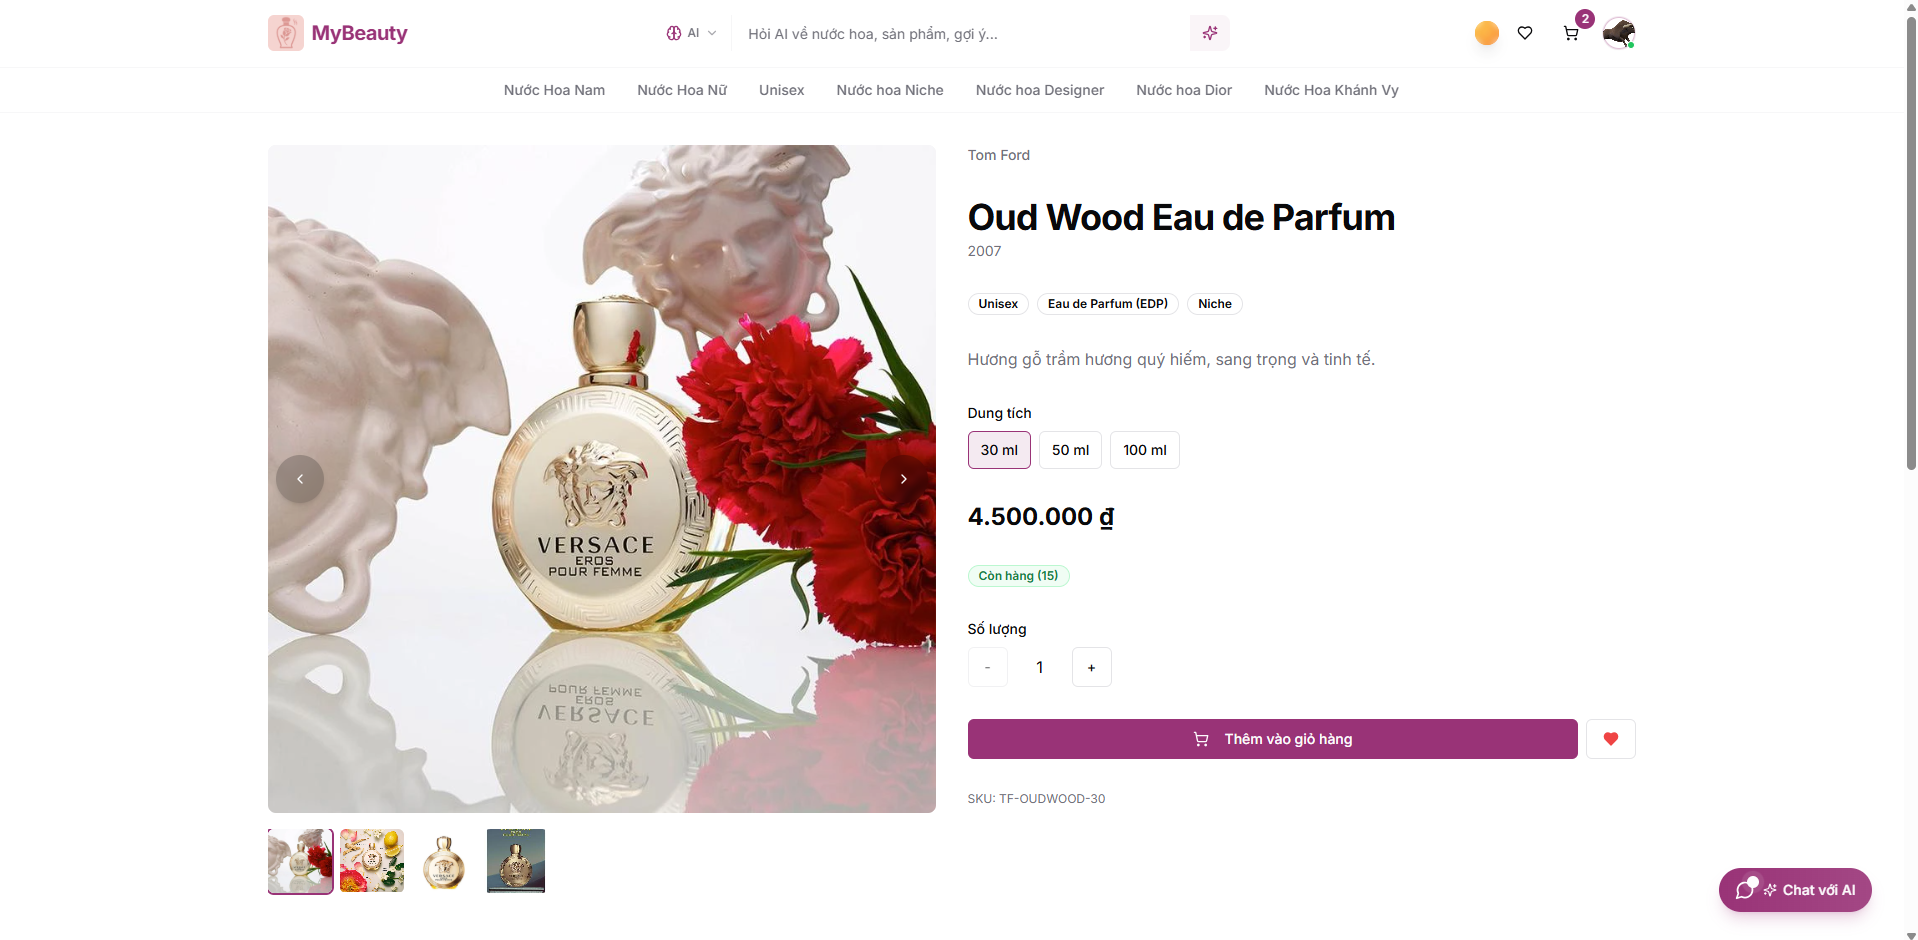 MyBeauty
AI
Hỏi AI về nước hoa, sản phẩm, gợi ý...
2
Nước Hoa Nam
Nước Hoa Nữ
Unisex
Nước hoa Niche
Nước hoa Designer
Nước hoa Dior
Nước Hoa Khánh Vy
VERSACE
EROS
POUR FEMME
POUR FEMME
EROS
VERSACE
Tom Ford
Oud Wood Eau de Parfum
2007
Unisex
Eau de Parfum (EDP)
Niche
Hương gỗ trầm hương quý hiếm, sang trọng và tinh tế.
Dung tích
30 ml
50 ml
100 ml
4.500.000 ₫
Còn hàng (15)
Số lượng
-
1
+
Thêm vào giỏ hàng
SKU: TF-OUDWOOD-30
Chat với AI